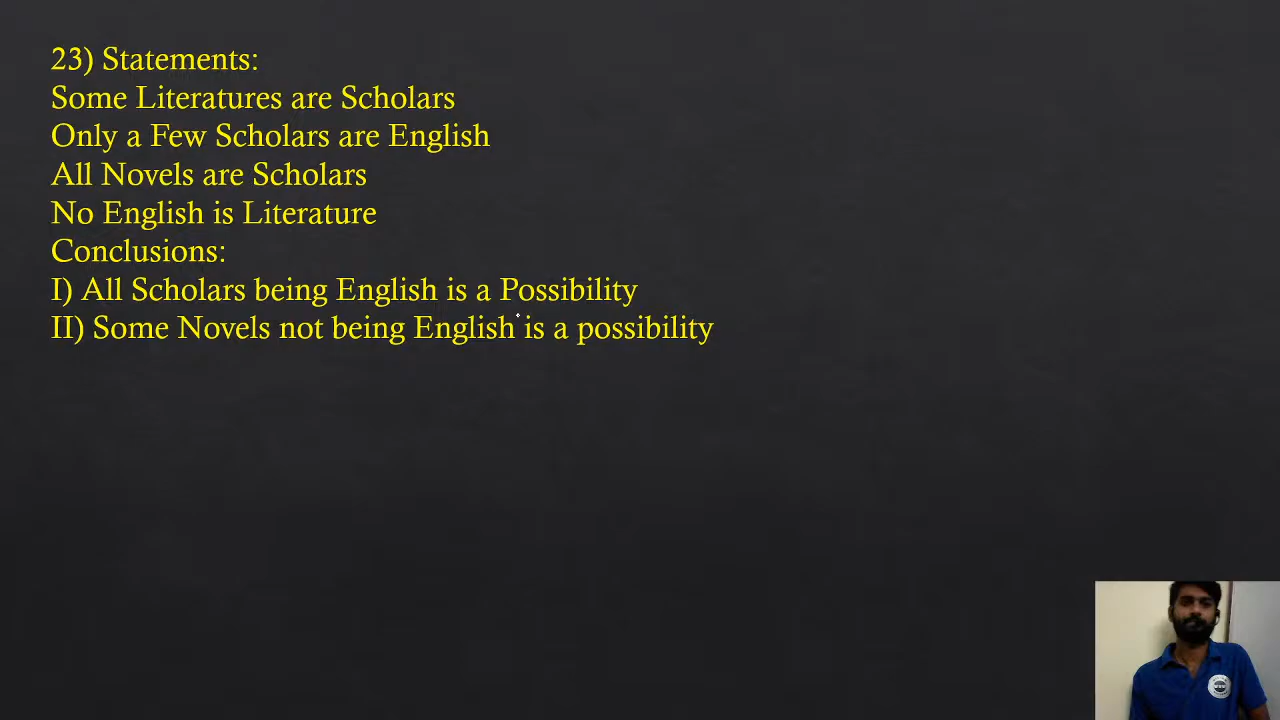 23) Statements:
Some Literatures are Scholars
Only a Few Scholars are English
All Novels are Scholars
No English is Literature
Conclusions:
I) All Scholars being English is a Possibility
II) Some Novels not being English is a possibility